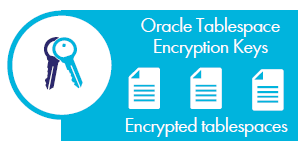 Oracle Tablespace
Encryption Keys
Encrypted tablespaces